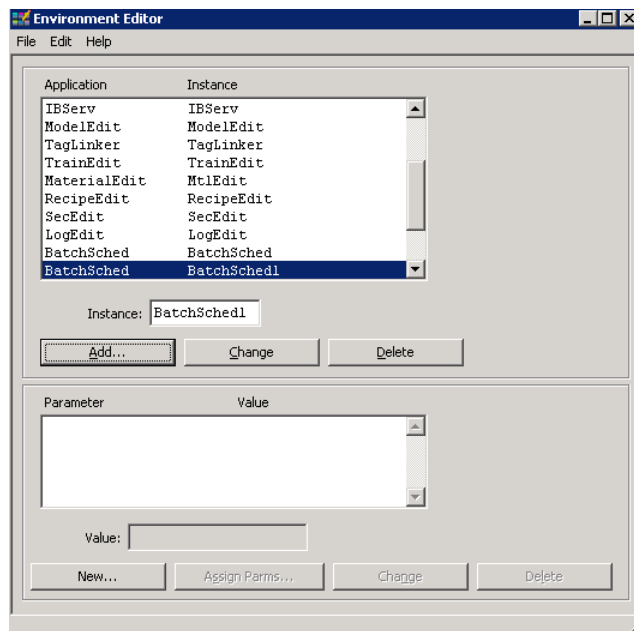 Environment Editor
File Edit Help
Application Instance
IBServ IBServ
ModelEdit ModelEdit
TagLinker TagLinker
TrainEdit TrainEdit
MaterialEdit MtlEdit
RecipeEdit RecipeEdit
SecEdit SecEdit
LogEdit LogEdit
BatchSched BatchSched
BatchSched BatchSched1
Instance: BatchSched1
Add... Change Delete
Parameter Value
Value:
New... Assign Parms... Change Delete